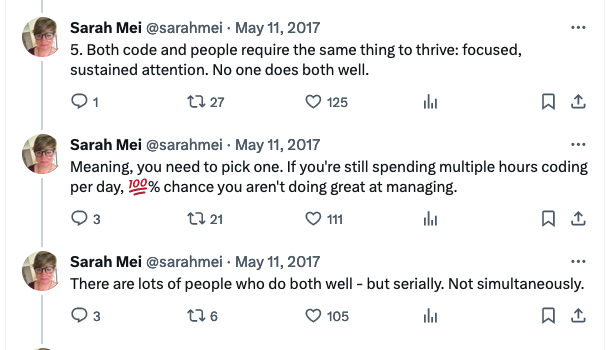 Sarah Mei @sarahmei · May 11, 2017
5. Both code and people require the same thing to thrive: focused,
sustained attention. No one does both well.
1 27 125
Sarah Mei @sarahmei · May 11, 2017
Meaning, you need to pick one. If you're still spending multiple hours coding
per day, 💯% chance you aren't doing great at managing.
3 21 111
Sarah Mei @sarahmei · May 11, 2017
There are lots of people who do both well - but serially. Not simultaneously.
3 6 105